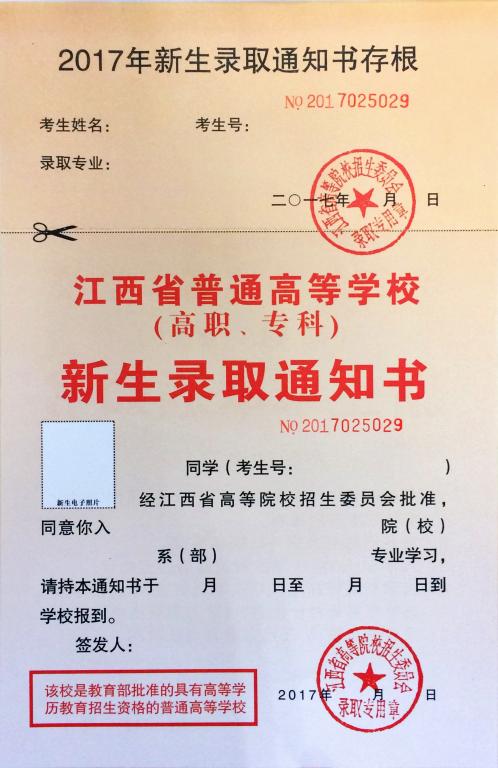 2017年新生录取通知书存根
№ 2017025029
考生姓名： 考生号：
录取专业：
江西省高等院校招生委员会
录取专用章
二〇一七年 月 日
江西省普通高等学校
(高职、专科)
新生录取通知书
№ 2017025029
新生电子照片
同学（考生号： ）
经江西省高等院校招生委员会批准，
同意你入 院（校）
系（部） 专业学习，
请持本通知书于 月 日至 月 日到
学校报到。
签发人：
江西省高等院校招生委员会
录取专用章
2017年 月 日
该校是教育部批准的具有高等学
历教育招生资格的普通高等学校